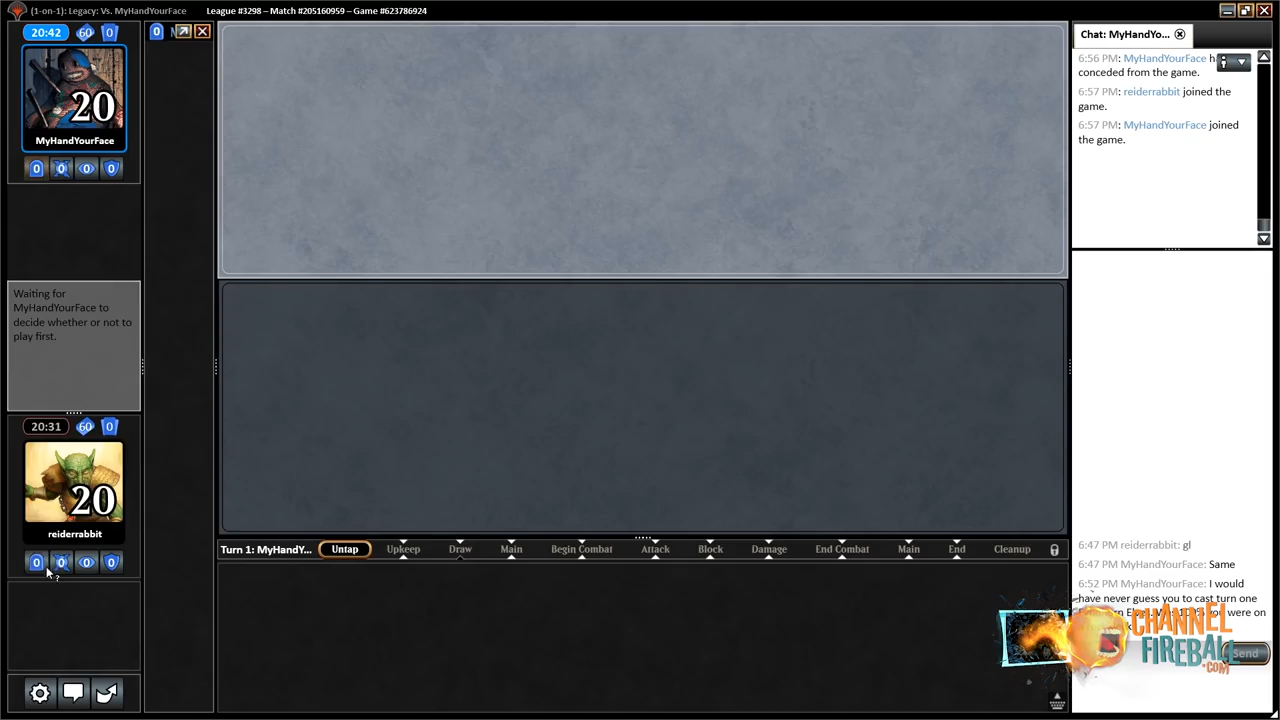 (1-on-1): Legacy: Vs. MyHandYourFace
League #3298 – Match #205160959 – Game #623786924
20:42 60 0
20
MyHandYourFace
0 0 0 0
Waiting for
MyHandYourFace to
decide whether or not to
play first.
20:31 60 0
20
reiderrabbit
0 0 0 0
0
Turn 1: MyHandY... Untap Upkeep Draw Main Begin Combat Attack Block Damage End Combat Main End Cleanup
Chat: MyHandYo...
6:56 PM: MyHandYourFace
conceded from the game.
6:57 PM: reiderrabbit joined the
game.
6:57 PM: MyHandYourFace joined
the game.
6:47 PM reiderrabbit: gl
6:47 PM MyHandYourFace: Same
6:52 PM MyHandYourFace: I would
have never guess you to cast turn one
you were on
Send
CHANNEL
FIREBALL
.COM